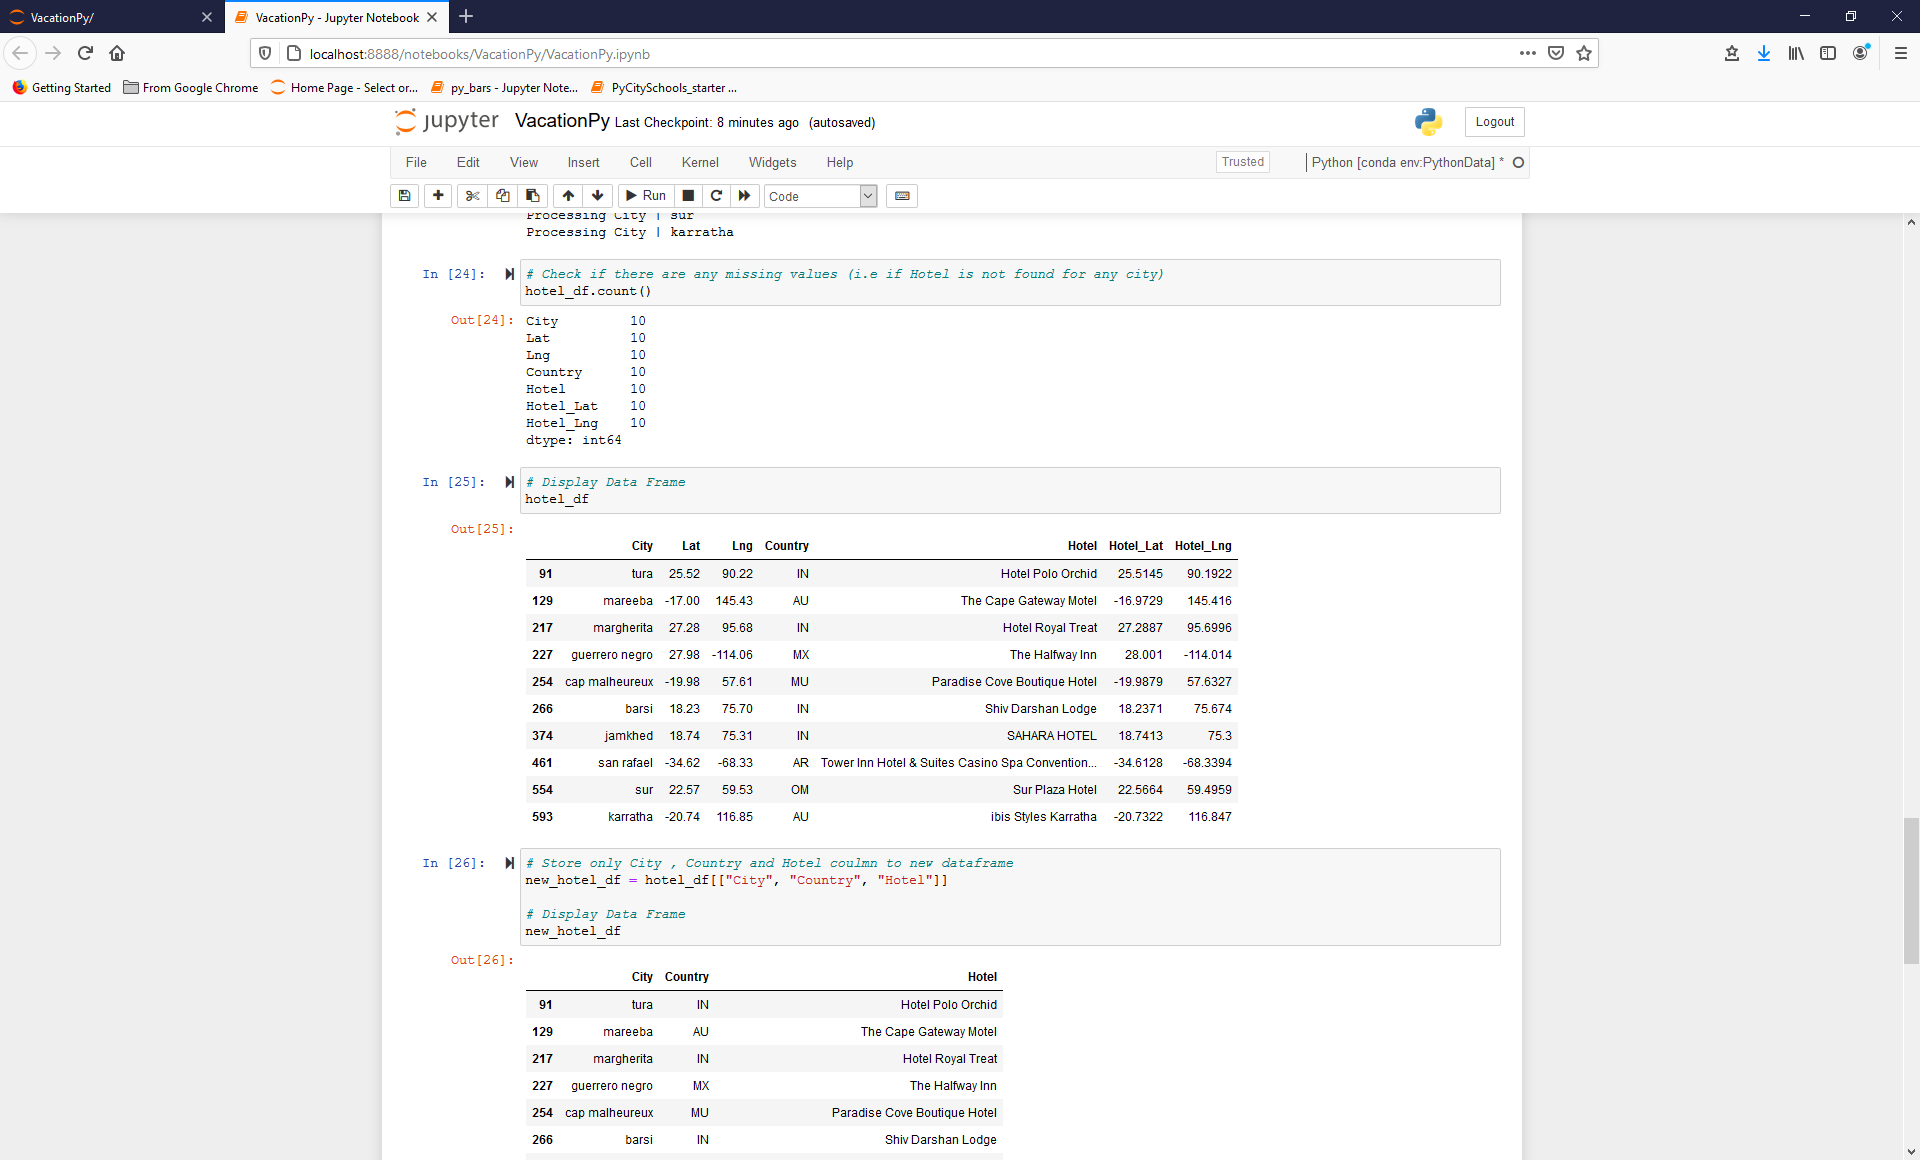 VacationPy/
VacationPy - Jupyter Notebook
localhost:8888/notebooks/VacationPy/VacationPy.ipynb
Getting Started From Google Chrome Home Page - Select or... py_bars - Jupyter Note... PyCitySchools_starter ...
jupyter VacationPy Last Checkpoint: 8 minutes ago (autosaved) Logout
File Edit View Insert Cell Kernel Widgets Help Trusted Python [conda env:PythonData] *
Run Code
Processing City | sur
Processing City | karratha
In [24]: # Check if there are any missing values (i.e if Hotel is not found for any city)
hotel_df.count()
Out[24]: City 10
Lat 10
Lng 10
Country 10
Hotel 10
Hotel_Lat 10
Hotel_Lng 10
dtype: int64
In [25]: # Display Data Frame
hotel_df
Out[25]:
City Lat Lng Country Hotel Hotel_Lat Hotel_Lng
91 tura 25.52 90.22 IN Hotel Polo Orchid 25.5145 90.1922
129 mareeba -17.00 145.43 AU The Cape Gateway Motel -16.9729 145.416
217 margherita 27.28 95.68 IN Hotel Royal Treat 27.2887 95.6996
227 guerrero negro 27.98 -114.06 MX The Halfway Inn 28.001 -114.014
254 cap malheureux -19.98 57.61 MU Paradise Cove Boutique Hotel -19.9879 57.6327
266 barsi 18.23 75.70 IN Shiv Darshan Lodge 18.2371 75.674
374 jamkhed 18.74 75.31 IN SAHARA HOTEL 18.7413 75.3
461 san rafael -34.62 -68.33 AR Tower Inn Hotel & Suites Casino Spa Convention... -34.6128 -68.3394
554 sur 22.57 59.53 OM Sur Plaza Hotel 22.5664 59.4959
593 karratha -20.74 116.85 AU ibis Styles Karratha -20.7322 116.847
In [26]: # Store only City , Country and Hotel coulmn to new dataframe
new_hotel_df = hotel_df[["City", "Country", "Hotel"]]
# Display Data Frame
new_hotel_df
Out[26]:
City Country Hotel
91 tura IN Hotel Polo Orchid
129 mareeba AU The Cape Gateway Motel
217 margherita IN Hotel Royal Treat
227 guerrero negro MX The Halfway Inn
254 cap malheureux MU Paradise Cove Boutique Hotel
266 barsi IN Shiv Darshan Lodge